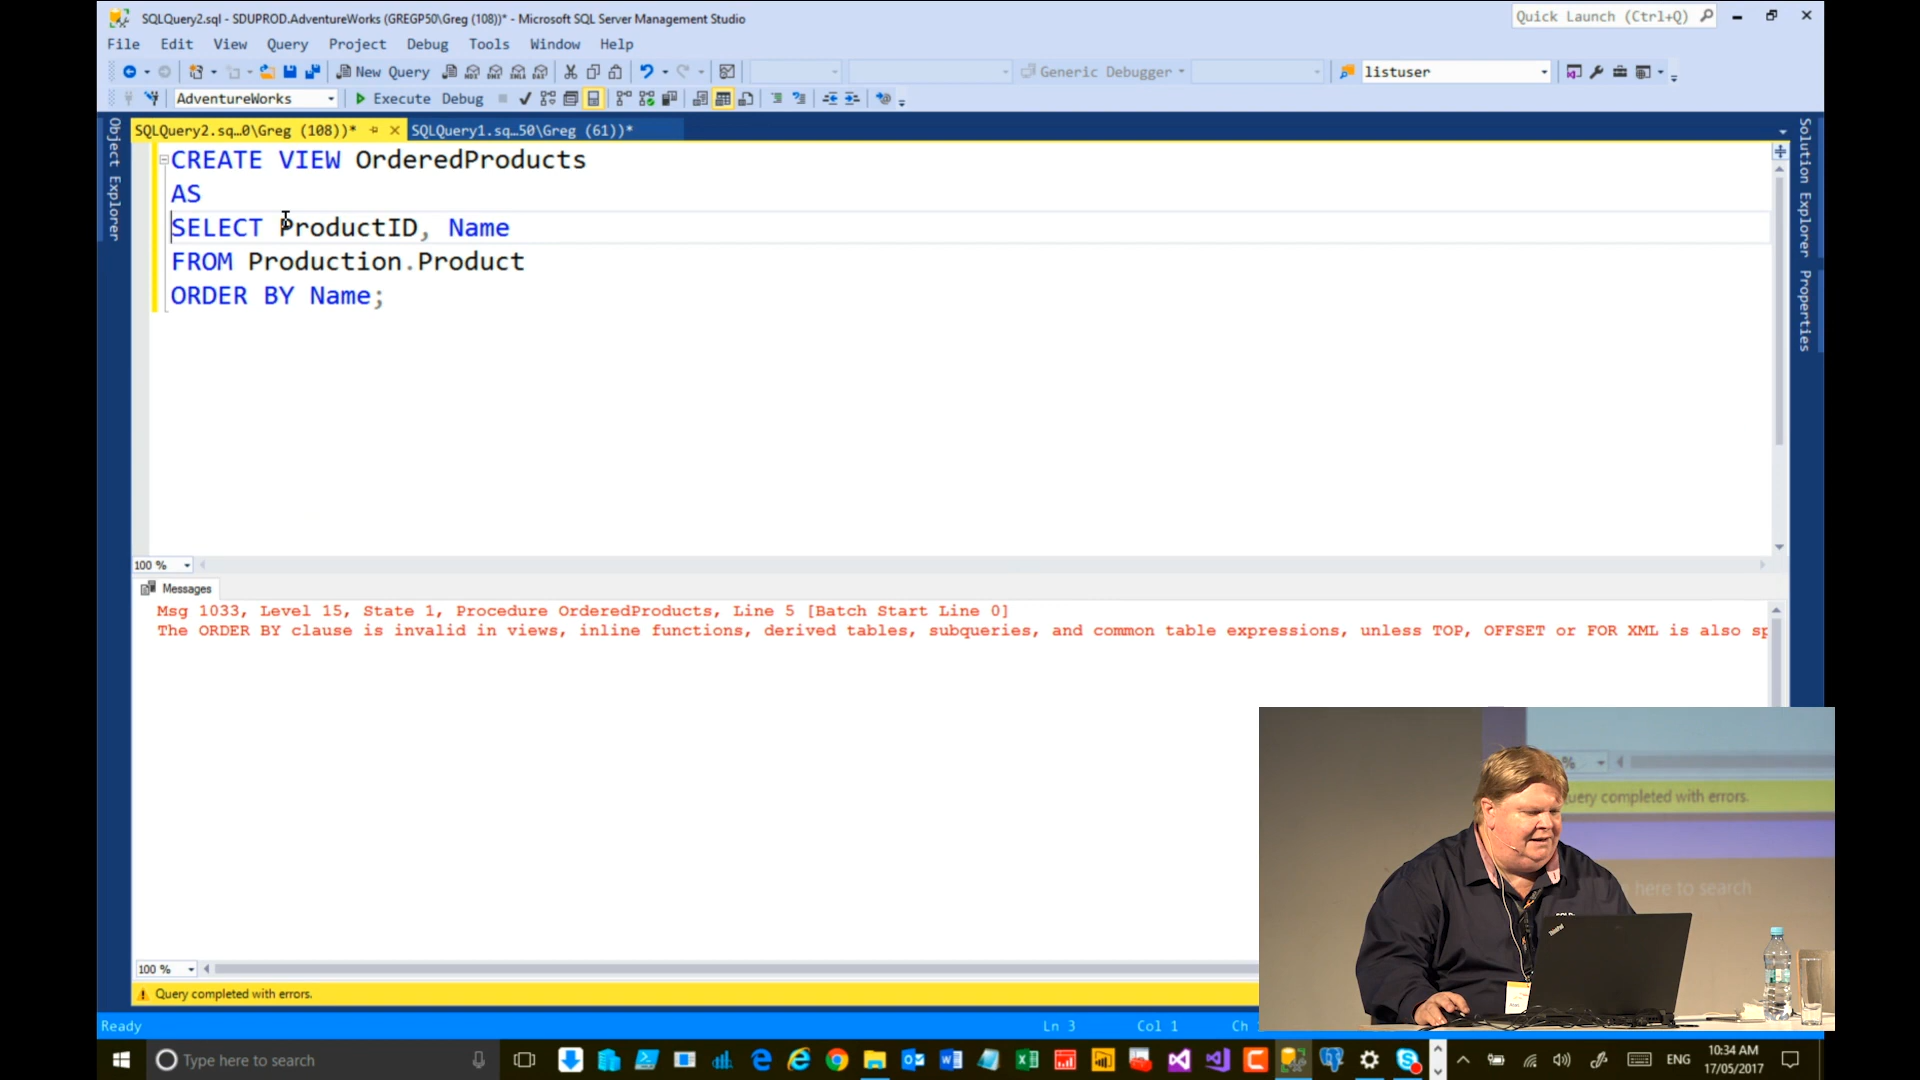 SQLQuery2.sql - SDUPROD.AdventureWorks (GREGP50\Greg (108))* - Microsoft SQL Server Management Studio
Quick Launch (Ctrl+Q)
File Edit View Query Project Debug Tools Window Help
New Query
Generic Debugger
listuser
AdventureWorks
Execute Debug
SQLQuery2.sq...0\Greg (108))*
SQLQuery1.sq...50\Greg (61))*
Object Explorer
Solution Explorer
Properties
CREATE VIEW OrderedProducts
AS
SELECT ProductID, Name
FROM Production.Product
ORDER BY Name;
100 %
Messages
Msg 1033, Level 15, State 1, Procedure OrderedProducts, Line 5 [Batch Start Line 0]
The ORDER BY clause is invalid in views, inline functions, derived tables, subqueries, and common table expressions, unless TOP, OFFSET or FOR XML is also sp
100 %
Query completed with errors.
%
uery completed with errors.
here to search
ThinkPad
Ready
Ln 3
Col 1
Ch
Type here to search
ENG
10:34 AM
17/05/2017